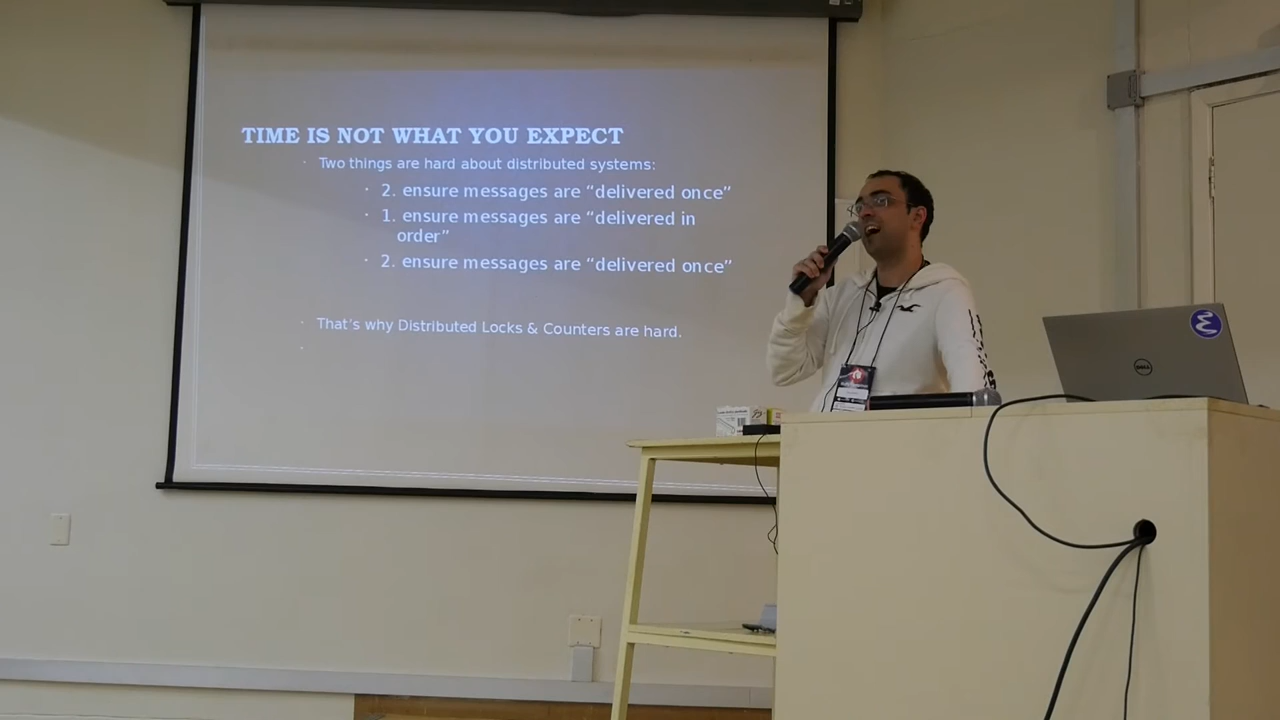 TIME IS NOT WHAT YOU EXPECT
Two things are hard about distributed systems:
2. ensure messages are “delivered once”
1. ensure messages are “delivered in
order”
2. ensure messages are “delivered once”
That’s why Distributed Locks & Counters are hard.
DELL